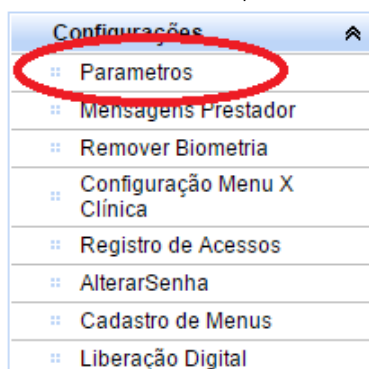 Configurações
Parametros
Mensagens Prestador
Remover Biometria
Configuração Menu X
Clínica
Registro de Acessos
AlterarSenha
Cadastro de Menus
Liberação Digital